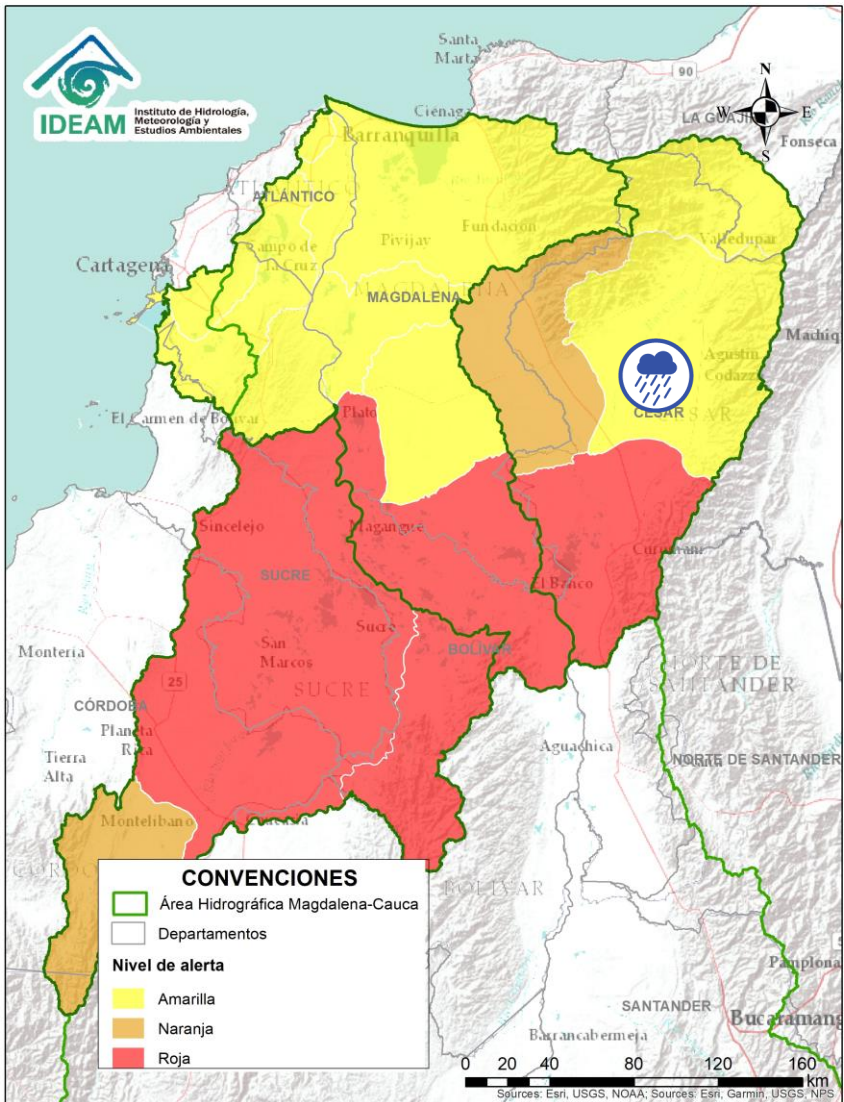 IDEAM
Instituto de Hidrología,
Meteorología y
Estudios Ambientales
Santa
Marta
90
N
W
E
S
LA GUAJIR
Fonseca
Ciénaga
Barranquilla
ATLÁNTICO
Fundación
Valledupar
Campo de
la Cruz
Pivijay
Cartagena
MAGDALENA
MAGDALENA
Machiq
Agustín
Codazzi
CESAR
El Carmen de Bolívar
Plato
Sincelejo
Magangué
Curumaní
SUCRE
El Banco
Sucre
San
Marcos
BOLÍVAR
Montería
25
SUCRE
NORTE DE
SANTANDER
CÓRDOBA
Planeta
Rica
Tierra
Alta
Aguachica
NORTE DE SANTANDER
Montelíbano
BOLÍVAR
CONVENCIONES
Área Hidrográfica Magdalena-Cauca
Departamentos
Nivel de alerta
Amarilla
Naranja
Roja
Pamplona
SANTANDER
Bucaramang
Barrancabermeja
0 20 40 80 120 160
km
Sources: Esri, USGS, NOAA; Sources: Esri, Garmin, USGS, NPS